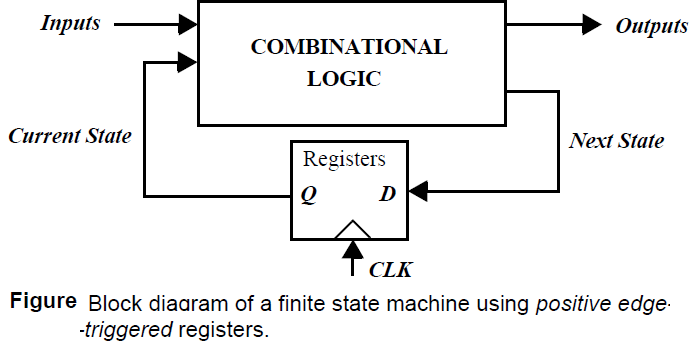 Inputs
Outputs
COMBINATIONAL
LOGIC
Current State
Next State
Registers
Q D
CLK
Figure Block diagram of a finite state machine using positive edge-
-triggered registers.